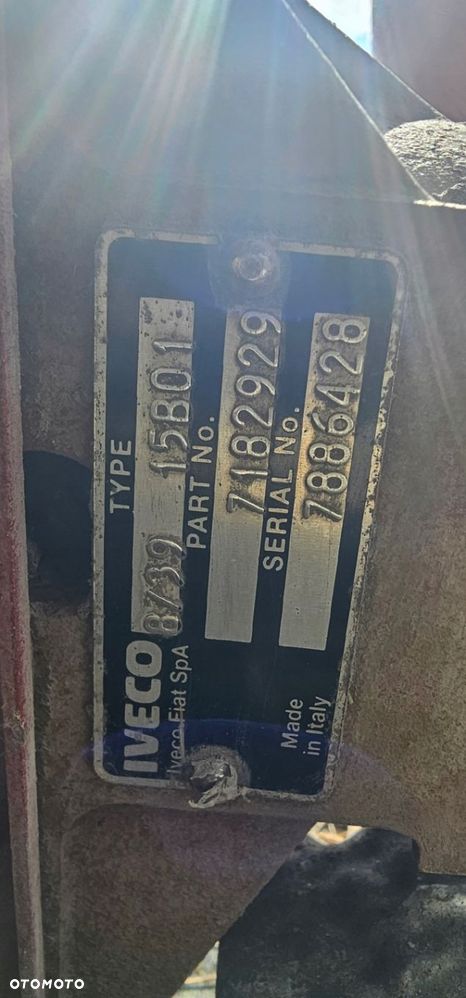 TYPE
8739 15B01
PART No.
7182929
SERIAL No.
7886428
IVECO
Iveco Fiat SpA
Made
in Italy
OTOMOTO